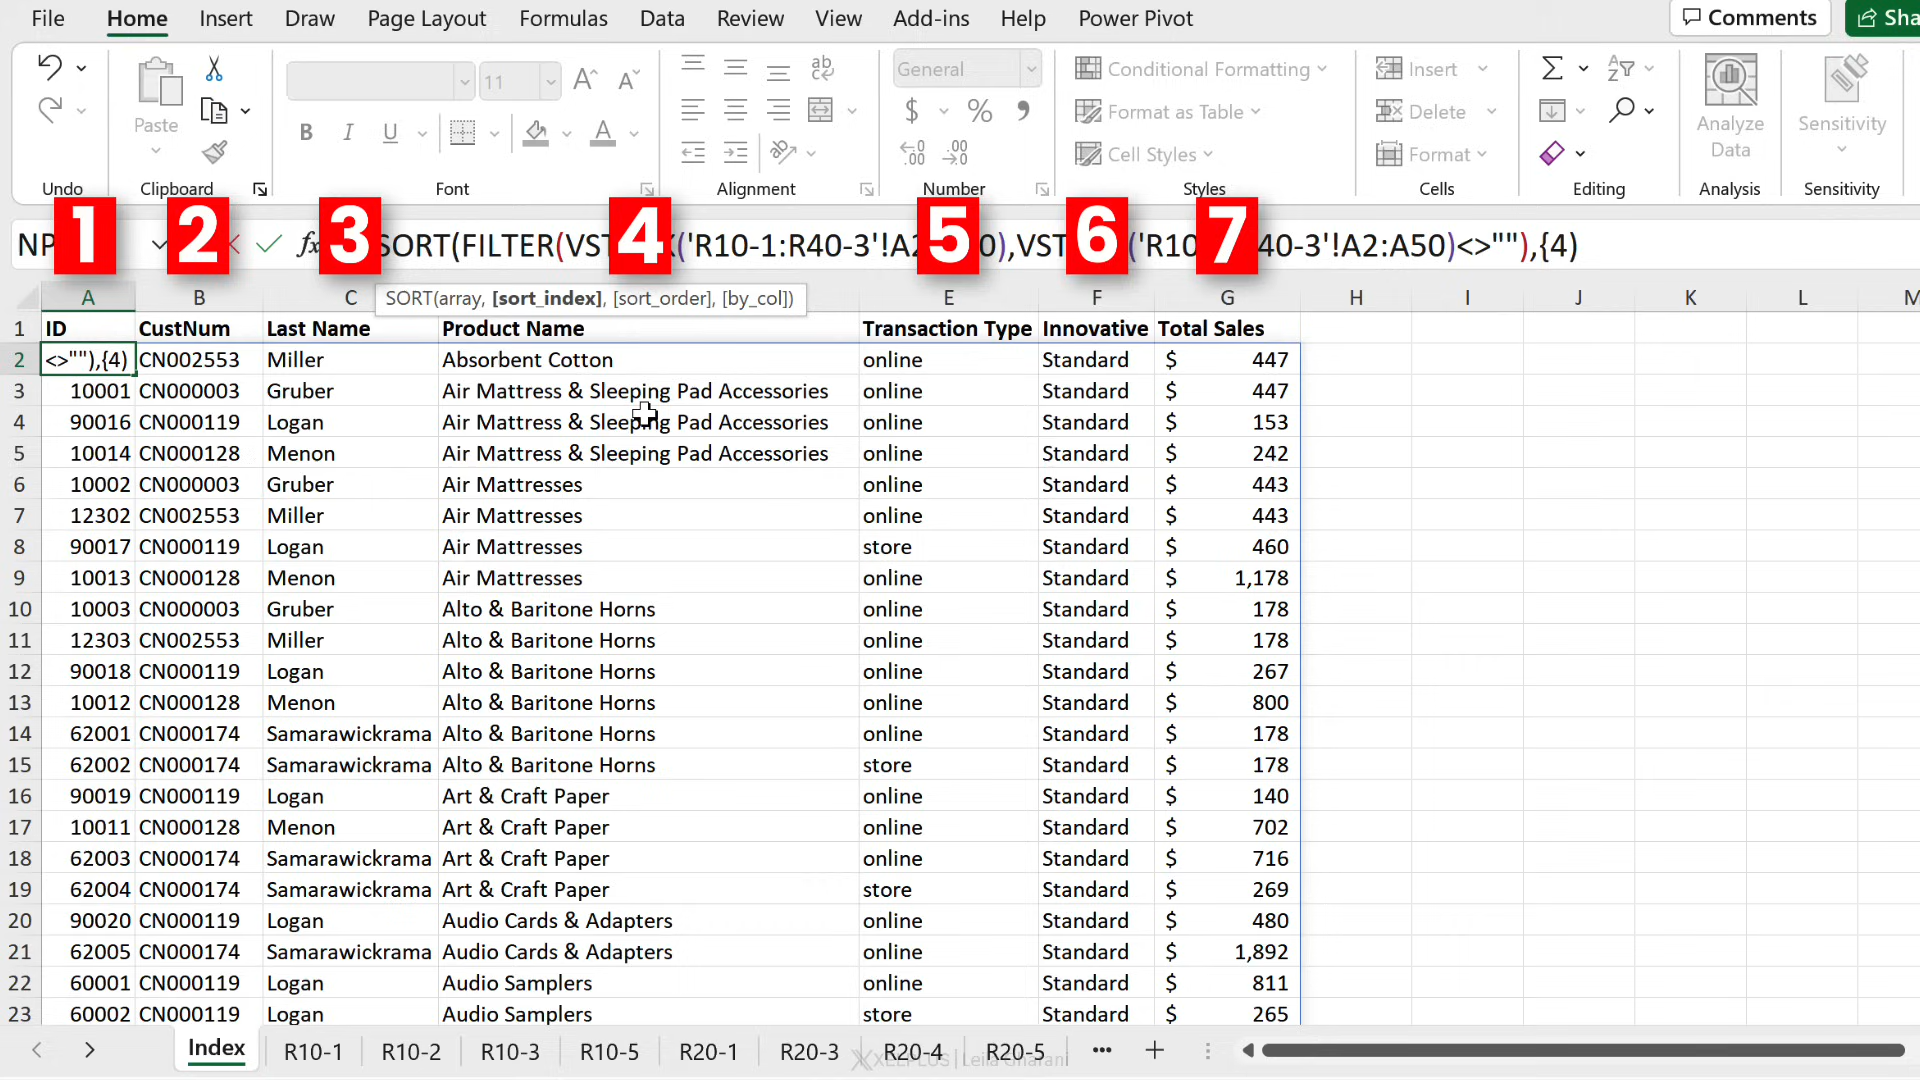 File Home Insert Draw Page Layout Formulas Data Review View Add-ins Help Power Pivot Comments Sha
11 General Conditional Formatting Insert
Paste B I U $ % Format as Table Delete Analyze Data Sensitivity
Cell Styles Format
Undo Clipboard Font Alignment Number Styles Cells Editing Analysis Sensitivity
1 2 3 4 5 6 7
NP fx SORT(FILTER(VST ('R10-1:R40-3'!A 0),VST ('R10 40-3'!A2:A50)<>""),{4)
SORT(array, [sort_index], [sort_order], [by_col])
A B C E F G H I J K L M
1 ID CustNum Last Name Product Name Transaction Type Innovative Total Sales
2 <>""),{4) CN002553 Miller Absorbent Cotton online Standard $ 447
3 10001 CN000003 Gruber Air Mattress & Sleeping Pad Accessories online Standard $ 447
4 90016 CN000119 Logan Air Mattress & Sleeping Pad Accessories online Standard $ 153
5 10014 CN000128 Menon Air Mattress & Sleeping Pad Accessories online Standard $ 242
6 10002 CN000003 Gruber Air Mattresses online Standard $ 443
7 12302 CN002553 Miller Air Mattresses online Standard $ 443
8 90017 CN000119 Logan Air Mattresses store Standard $ 460
9 10013 CN000128 Menon Air Mattresses online Standard $ 1,178
10 10003 CN000003 Gruber Alto & Baritone Horns online Standard $ 178
11 12303 CN002553 Miller Alto & Baritone Horns online Standard $ 178
12 90018 CN000119 Logan Alto & Baritone Horns online Standard $ 267
13 10012 CN000128 Menon Alto & Baritone Horns online Standard $ 800
14 62001 CN000174 Samarawickrama Alto & Baritone Horns online Standard $ 178
15 62002 CN000174 Samarawickrama Alto & Baritone Horns store Standard $ 178
16 90019 CN000119 Logan Art & Craft Paper online Standard $ 140
17 10011 CN000128 Menon Art & Craft Paper online Standard $ 702
18 62003 CN000174 Samarawickrama Art & Craft Paper online Standard $ 716
19 62004 CN000174 Samarawickrama Art & Craft Paper store Standard $ 269
20 90020 CN000119 Logan Audio Cards & Adapters online Standard $ 480
21 62005 CN000174 Samarawickrama Audio Cards & Adapters online Standard $ 1,892
22 60001 CN000119 Logan Audio Samplers online Standard $ 811
23 60002 CN000119 Logan Audio Samplers store Standard $ 265
Index R10-1 R10-2 R10-3 R10-5 R20-1 R20-3 R20-4 R20-5
XELPLUS | Leila Gharani